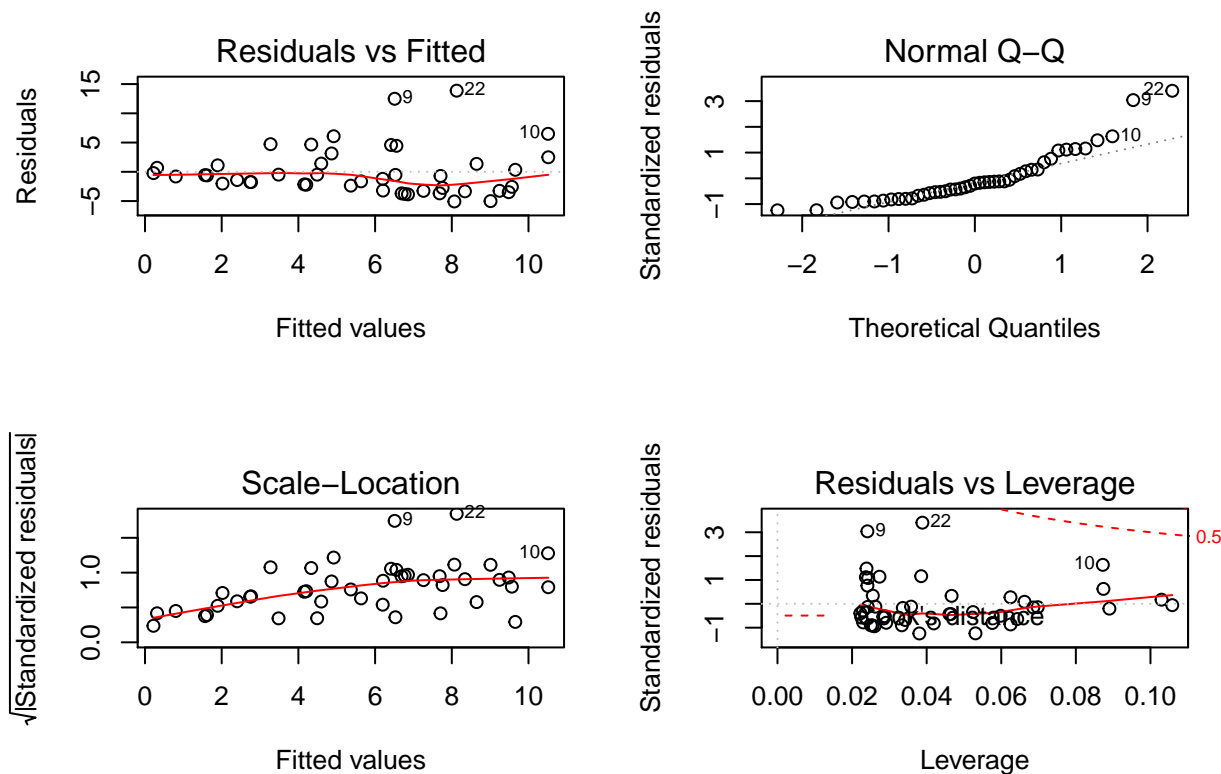 Residuals vs Fitted
Residuals
15
5
−5
9
22
10
0 2 4 6 8 10
Fitted values
Normal Q−Q
Standardized residuals
3
1
−1
22
9
10
−2 −1 0 1 2
Theoretical Quantiles
Scale−Location
√|Standardized residuals|
1.0
0.0
9
22
10
0 2 4 6 8 10
Fitted values
Residuals vs Leverage
Standardized residuals
3
1
−1
9
22
10
0.5
Cook's distance
0.00 0.02 0.04 0.06 0.08 0.10
Leverage